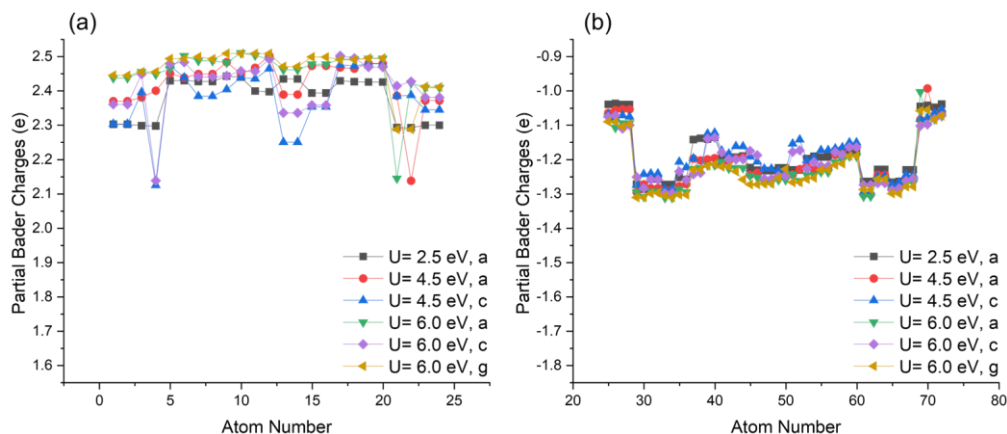 (a)
Partial Bader Charges (e)
2.5
2.4
2.3
2.2
2.1
2.0
1.9
1.8
1.7
1.6
U= 2.5 eV, a
U= 4.5 eV, a
U= 4.5 eV, c
U= 6.0 eV, a
U= 6.0 eV, c
U= 6.0 eV, g
0 5 10 15 20 25
Atom Number
(b)
Partial Bader Charges (e)
-0.9
-1.0
-1.1
-1.2
-1.3
-1.4
-1.5
-1.6
-1.7
-1.8
U= 2.5 eV, a
U= 4.5 eV, a
U= 4.5 eV, c
U= 6.0 eV, a
U= 6.0 eV, c
U= 6.0 eV, g
20 30 40 50 60 70 80
Atom Number